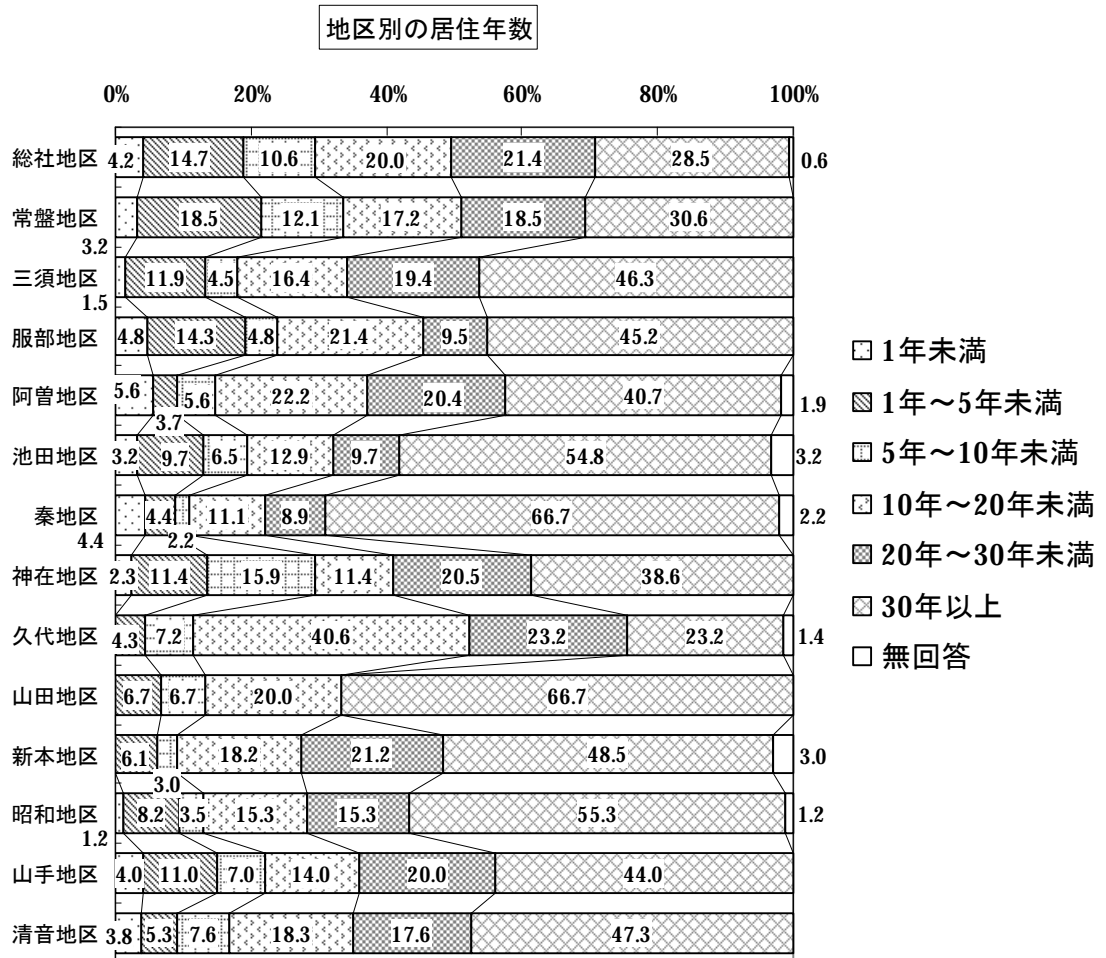 地区別の居住年数
0% 20% 40% 60% 80% 100%
総社地区 4.2 14.7 10.6 20.0 21.4 28.5 0.6
常盤地区 18.5 12.1 17.2 18.5 30.6
3.2
三須地区 11.9 4.5 16.4 19.4 46.3
1.5
服部地区 4.8 14.3 4.8 21.4 9.5 45.2
阿曽地区 5.6 5.6 22.2 20.4 40.7 1.9
3.7
池田地区 3.2 9.7 6.5 12.9 9.7 54.8 3.2
秦地区 4.4 11.1 8.9 66.7 2.2
4.4 2.2
神在地区 2.3 11.4 15.9 11.4 20.5 38.6
久代地区 4.3 7.2 40.6 23.2 23.2 1.4
山田地区 6.7 6.7 20.0 66.7
新本地区 6.1 18.2 21.2 48.5 3.0
3.0
昭和地区 8.2 3.5 15.3 15.3 55.3 1.2
1.2
山手地区 4.0 11.0 7.0 14.0 20.0 44.0
清音地区 3.8 5.3 7.6 18.3 17.6 47.3
1年未満
1年～5年未満
5年～10年未満
10年～20年未満
20年～30年未満
30年以上
無回答